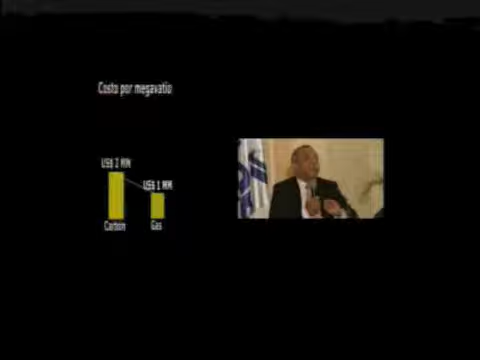 Costo por megavatio
US$ 2 MM
US$ 1 MM
Carbon
Gas